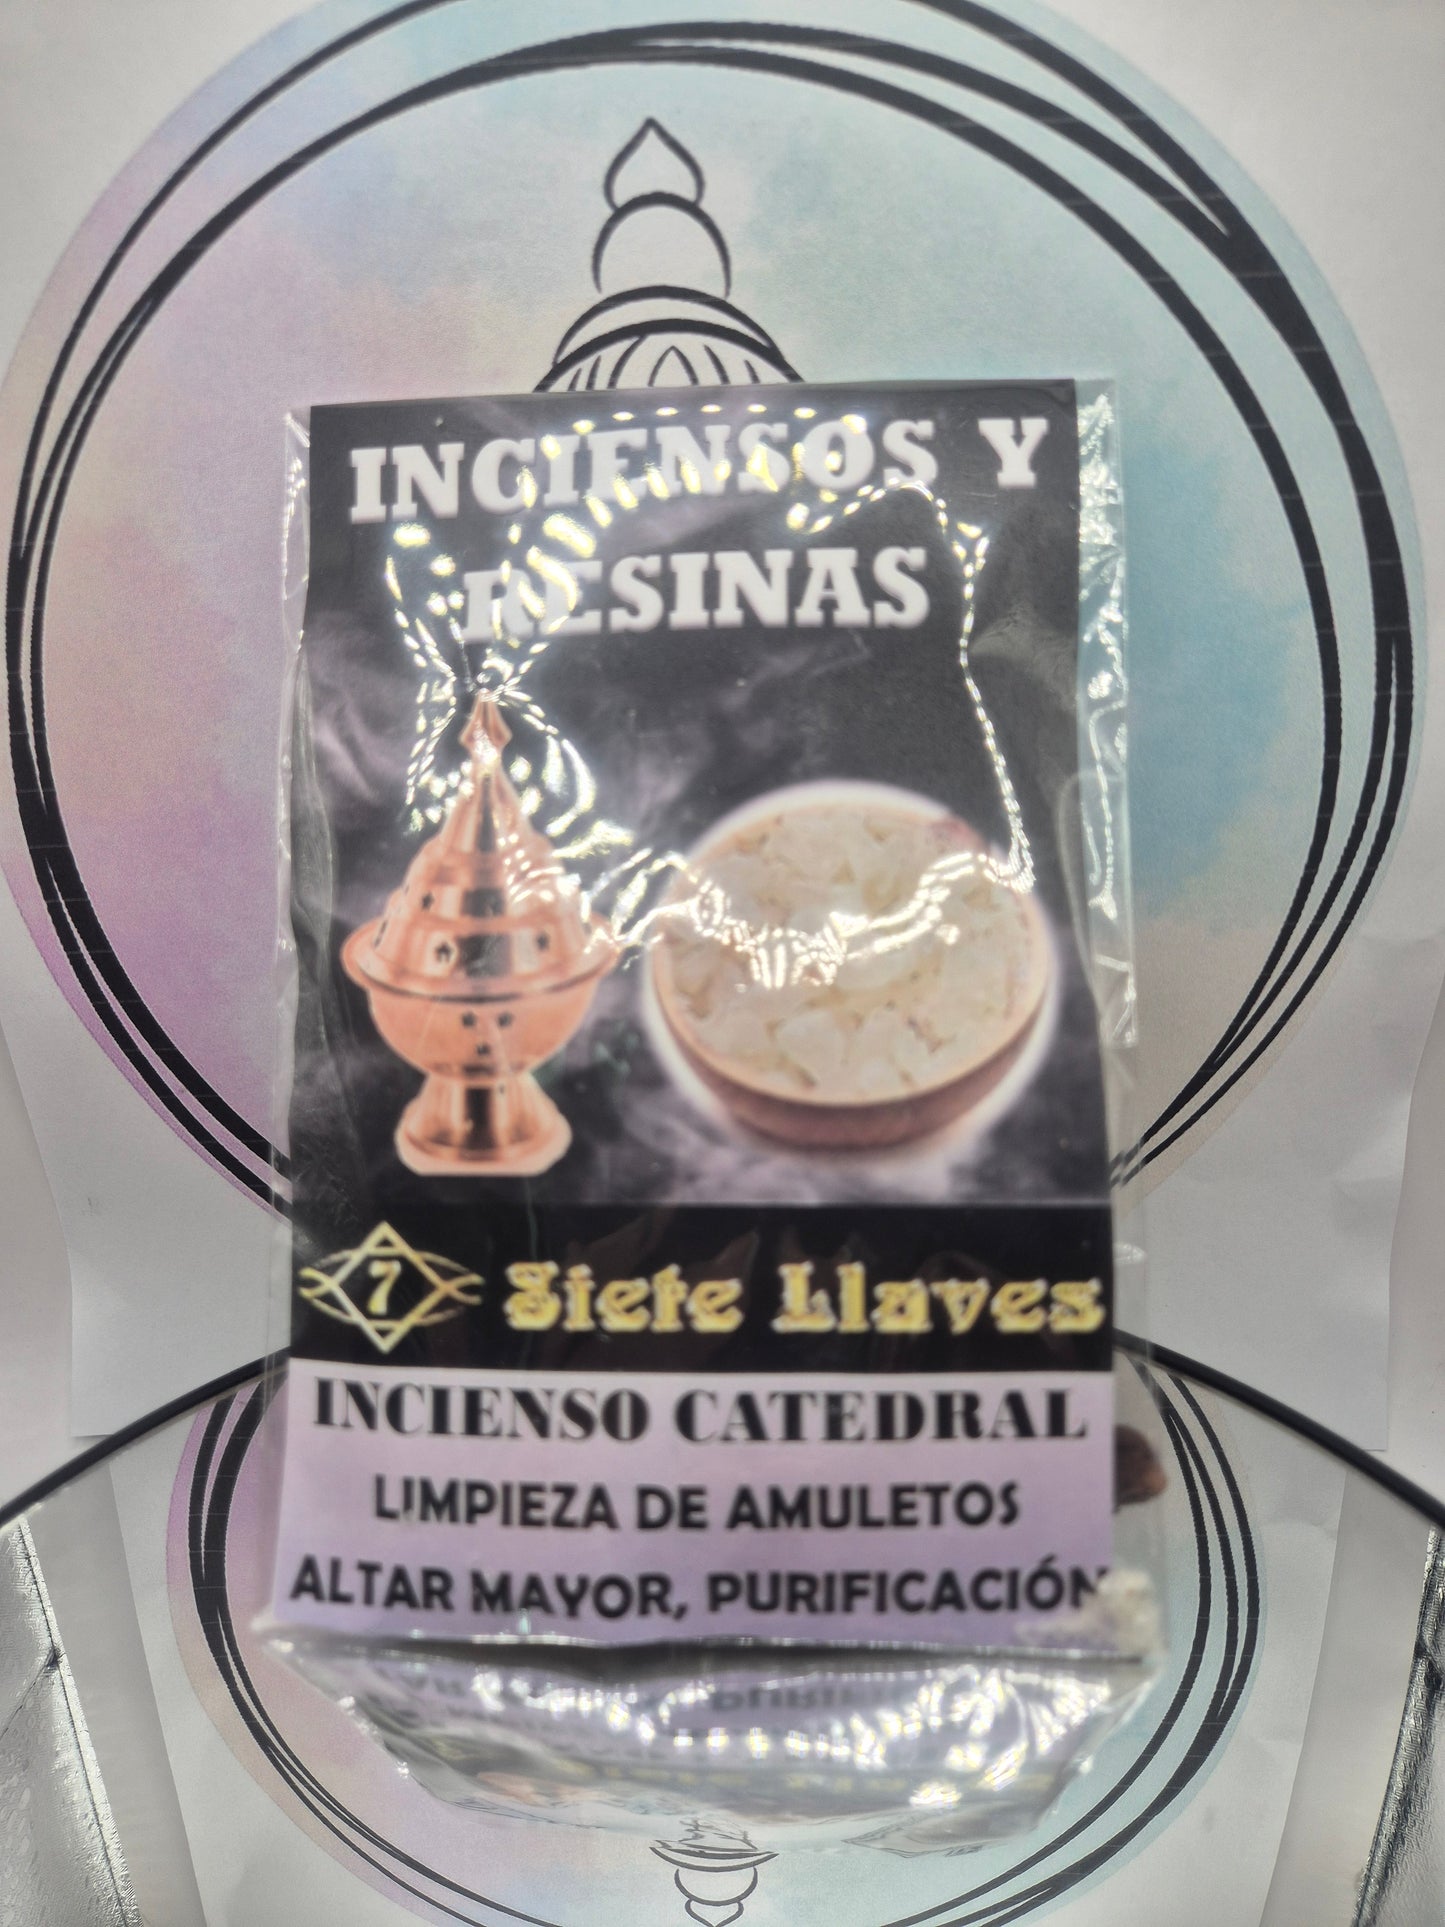 INCIENSOS Y
RESINAS
7 Siete Llaves
INCIENSO CATEDRAL
LIMPIEZA DE AMULETOS
ALTAR MAYOR, PURIFICACIÓN